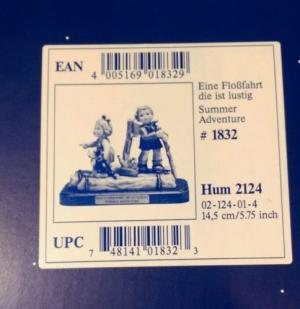 EAN
4 005169 018329
Eine Floßfahrt
die ist lustig
Summer
Adventure
# 1832
Hum 2124
02-124-01-4
14,5 cm/5.75 inch
UPC
7 48141 01832 3